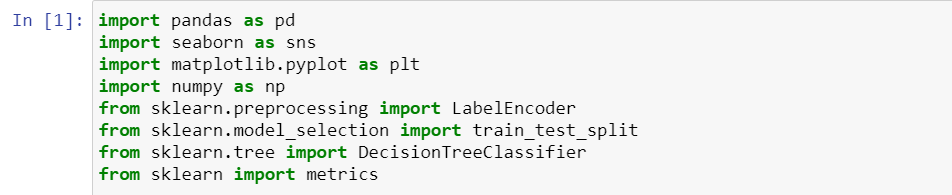 In [1]: import pandas as pd
import seaborn as sns
import matplotlib.pyplot as plt
import numpy as np
from sklearn.preprocessing import LabelEncoder
from sklearn.model_selection import train_test_split
from sklearn.tree import DecisionTreeClassifier
from sklearn import metrics